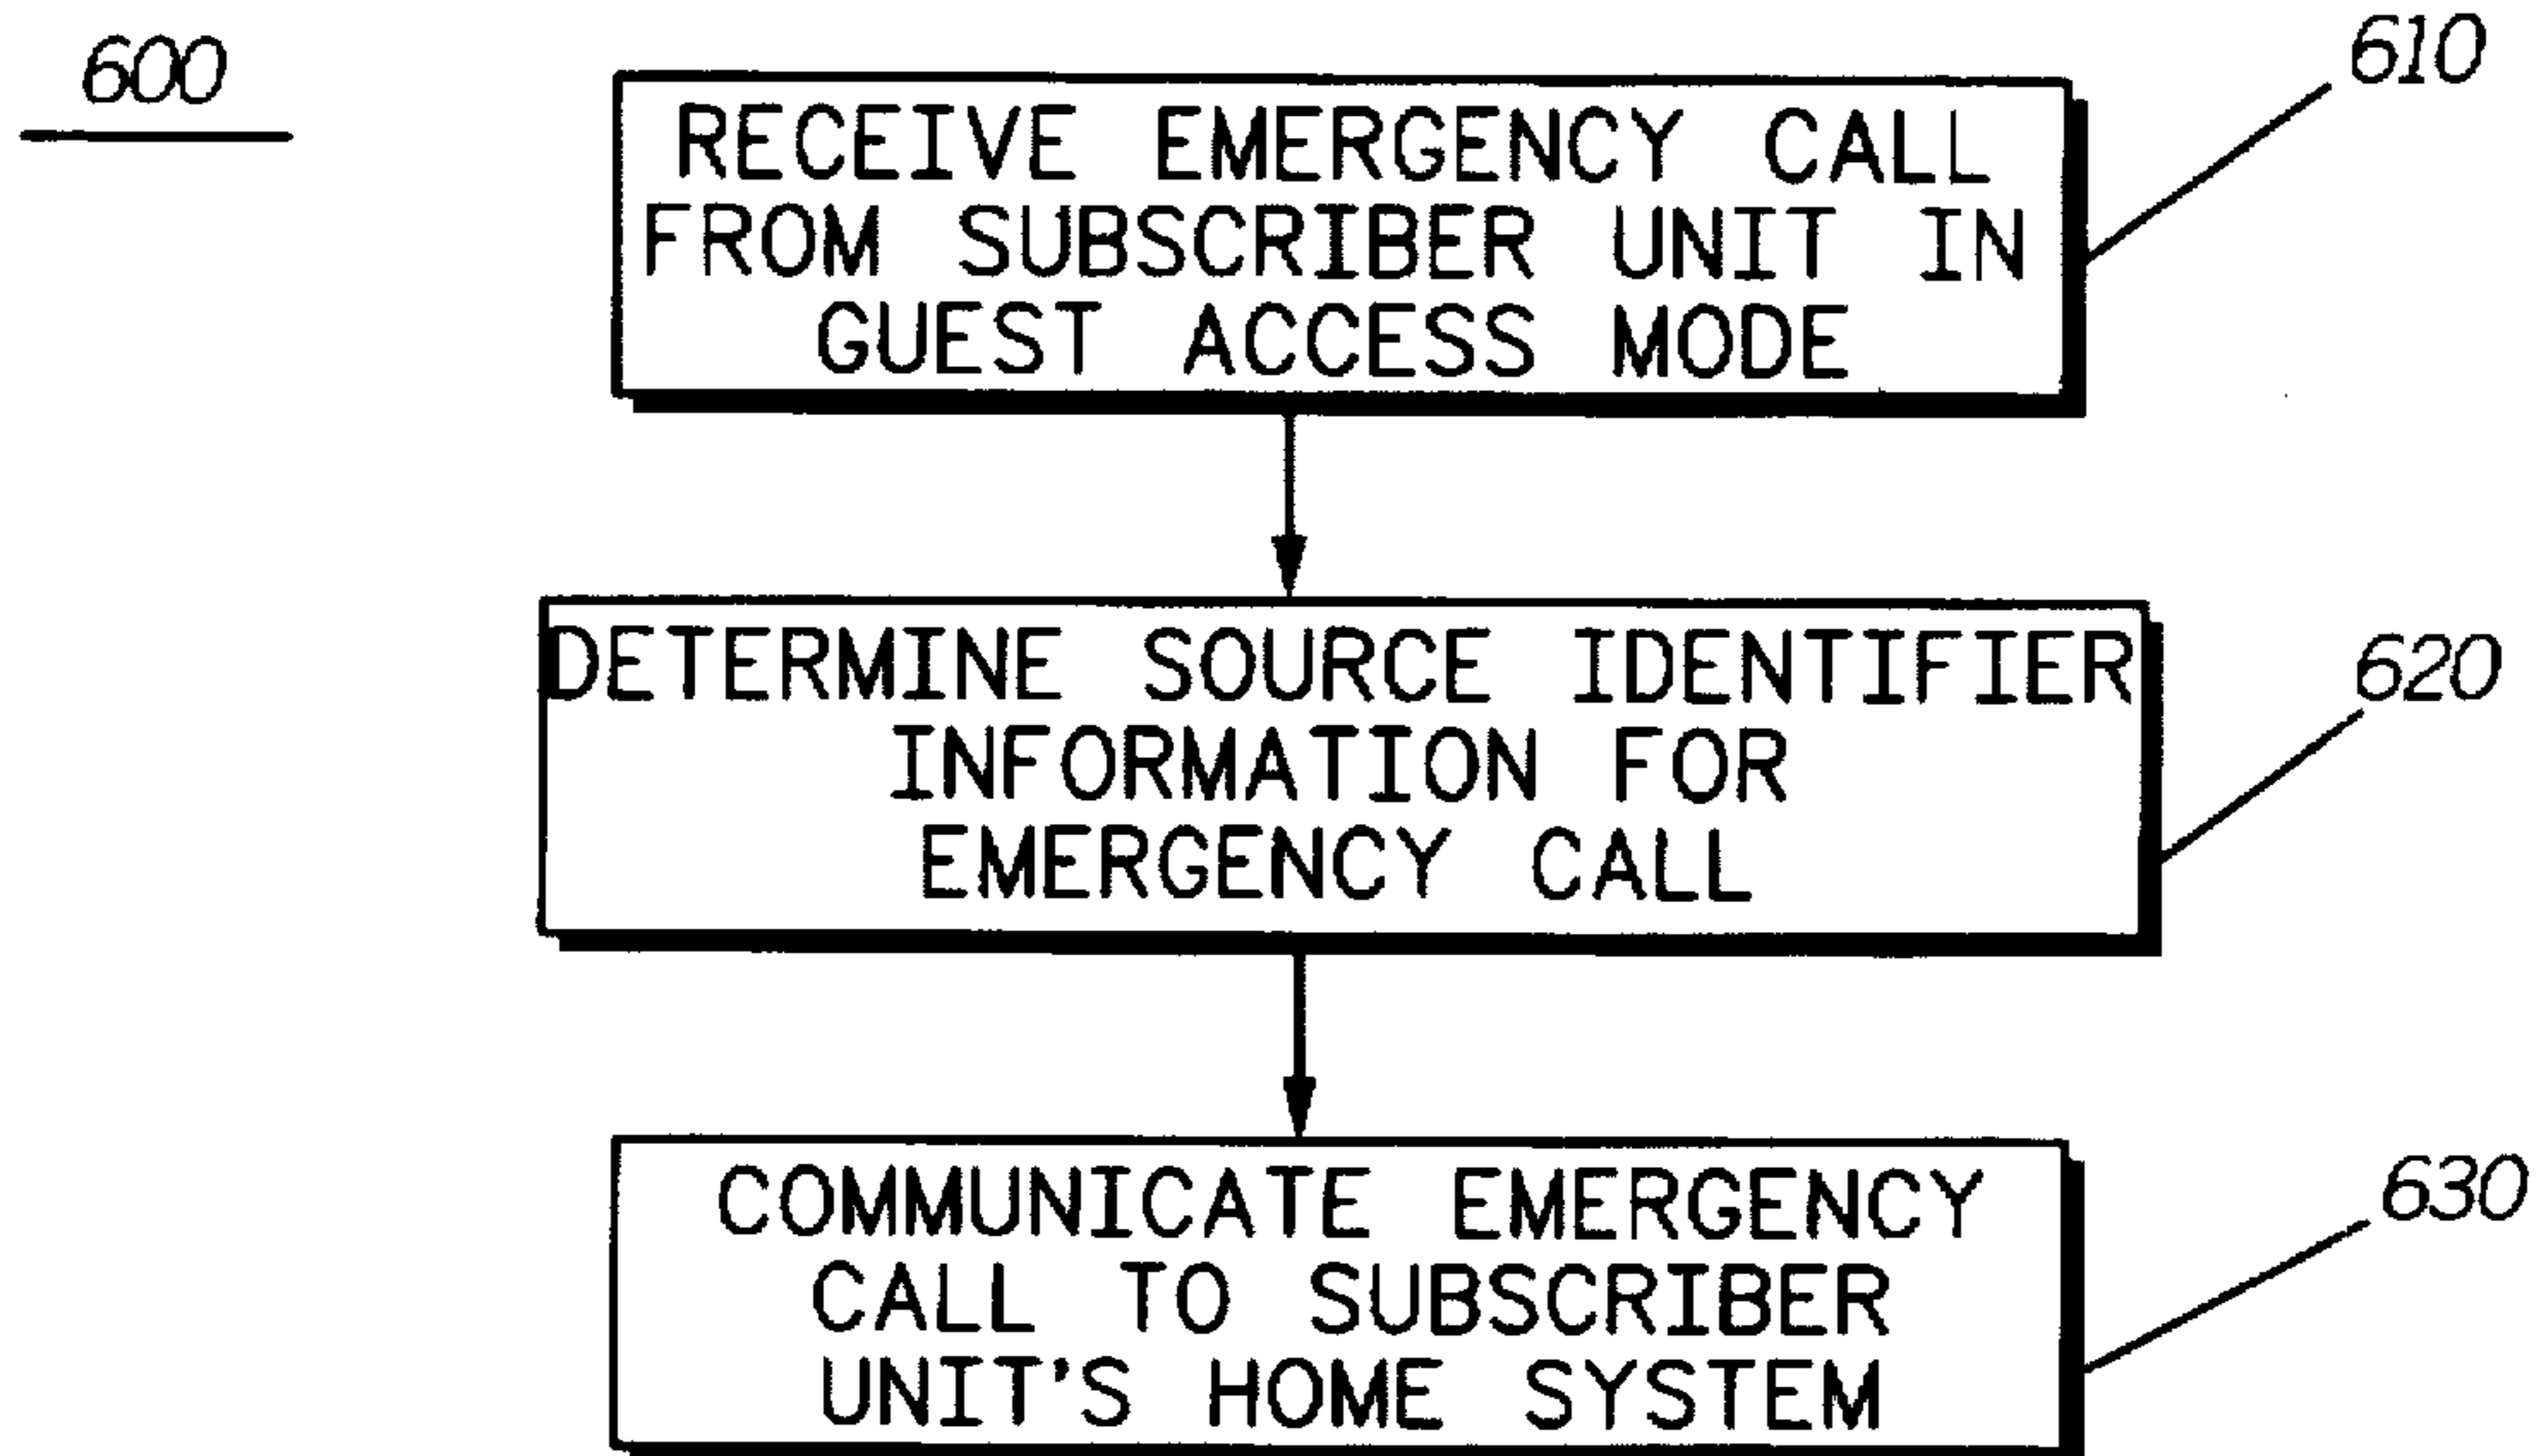 600
610
RECEIVE EMERGENCY CALL
FROM SUBSCRIBER UNIT IN
GUEST ACCESS MODE
620
DETERMINE SOURCE IDENTIFIER
INFORMATION FOR
EMERGENCY CALL
630
COMMUNICATE EMERGENCY
CALL TO SUBSCRIBER
UNIT'S HOME SYSTEM